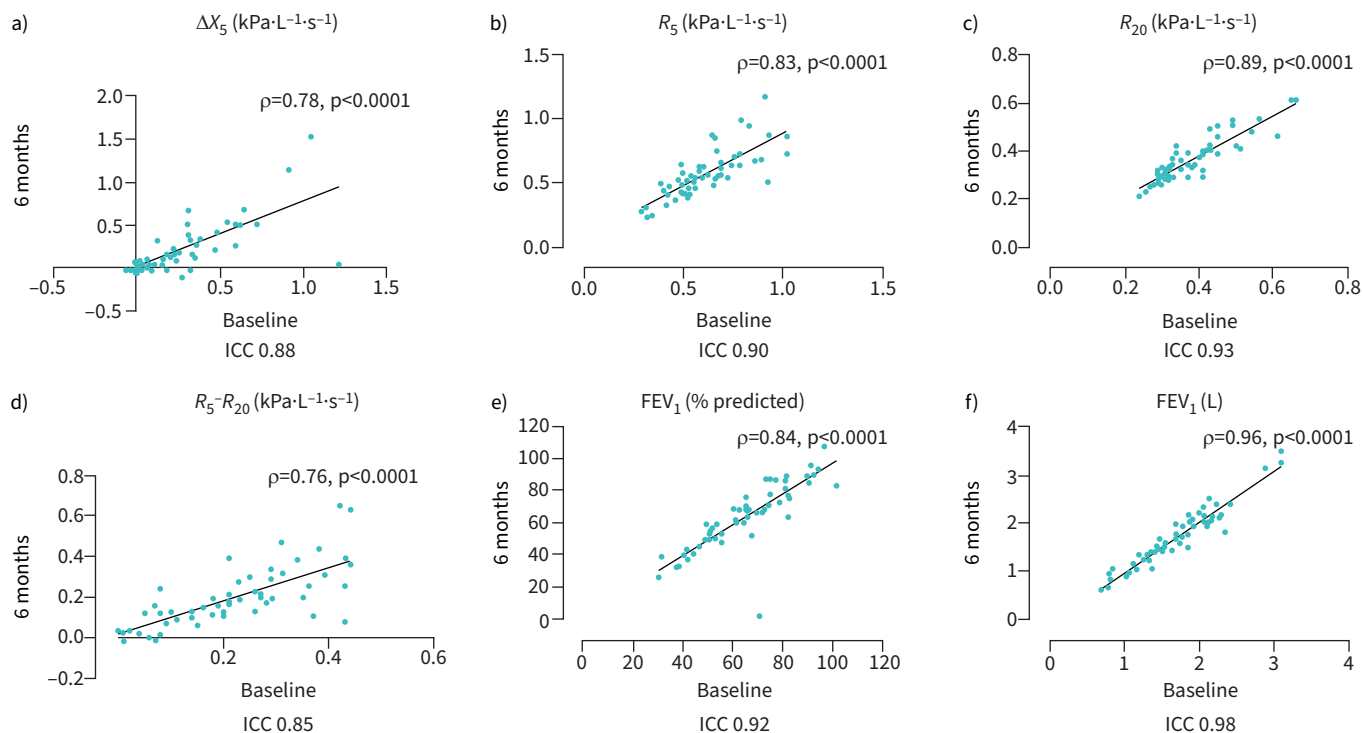 a)
ΔX₅ (kPa·L⁻¹·s⁻¹)
ρ=0.78, p<0.0001
6 months
2.0
1.5
1.0
0.5
−0.5
−0.5
0.5
1.0
1.5
Baseline
ICC 0.88
b)
R₅ (kPa·L⁻¹·s⁻¹)
ρ=0.83, p<0.0001
6 months
1.5
1.0
0.5
0.0
0.0
0.5
1.0
1.5
Baseline
ICC 0.90
c)
R₂₀ (kPa·L⁻¹·s⁻¹)
ρ=0.89, p<0.0001
6 months
0.8
0.6
0.4
0.2
0.0
0.0
0.2
0.4
0.6
0.8
Baseline
ICC 0.93
d)
R₅-R₂₀ (kPa·L⁻¹·s⁻¹)
ρ=0.76, p<0.0001
6 months
0.8
0.6
0.4
0.2
0.0
−0.2
0.2
0.4
0.6
Baseline
ICC 0.85
e)
FEV₁ (% predicted)
ρ=0.84, p<0.0001
6 months
120
100
80
60
40
20
0
0
20
40
60
80
100
120
Baseline
ICC 0.92
f)
FEV₁ (L)
ρ=0.96, p<0.0001
6 months
4
3
2
1
0
0
1
2
3
4
Baseline
ICC 0.98